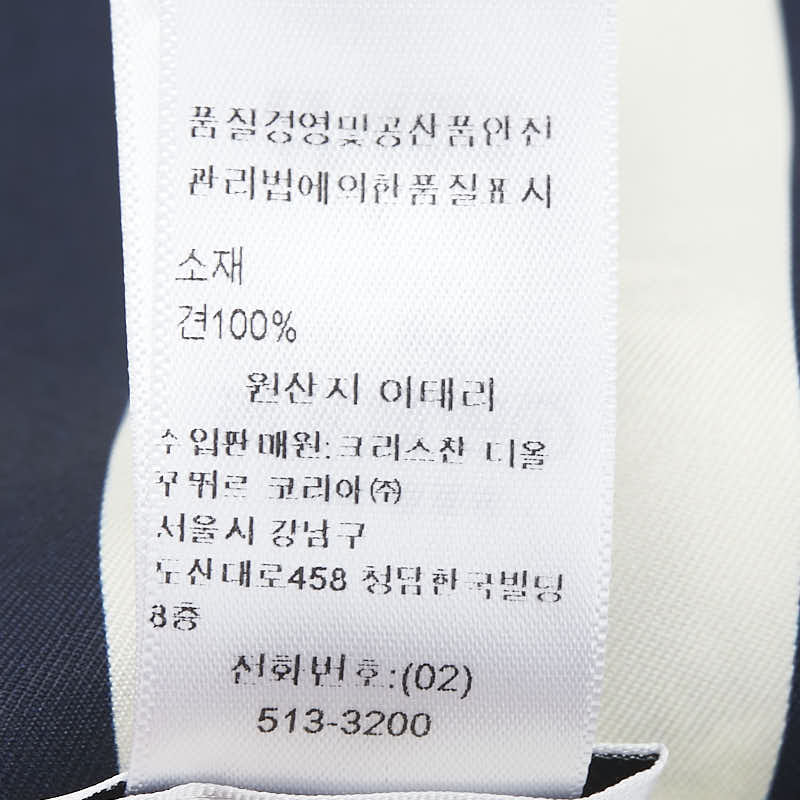 품질경영및공산품안전
관리법에의한품질표시
소재
견100%
원산지 이태리
수입판매원:크리스챤 디올
꾸뛰르 코리아㈜
서울시 강남구
도산대로458 청담한국빌딩
8층
전화번호:(02)
513-3200